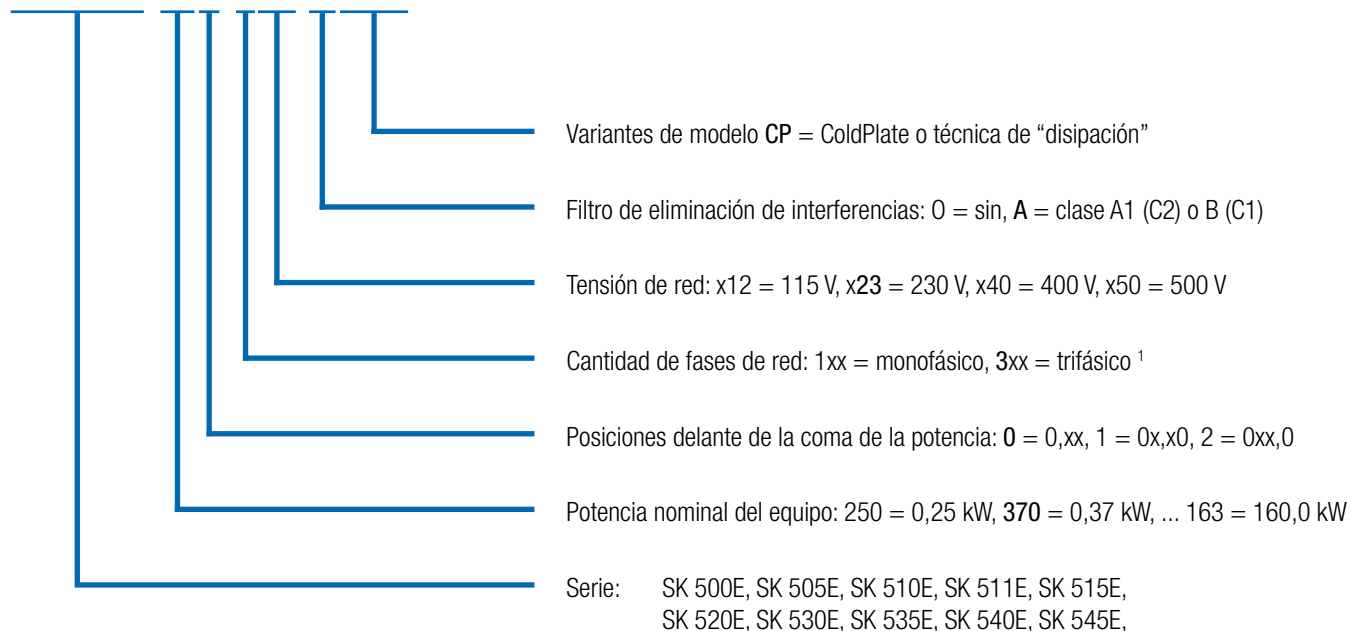 Variantes de modelo CP = ColdPlate o técnica de “disipación”
Filtro de eliminación de interferencias: O = sin, A = clase A1 (C2) o B (C1)
Tensión de red: x12 = 115 V, x23 = 230 V, x40 = 400 V, x50 = 500 V
Cantidad de fases de red: 1xx = monofásico, 3xx = trifásico ¹
Posiciones delante de la coma de la potencia: 0 = 0,xx, 1 = 0x,x0, 2 = 0xx,0
Potencia nominal del equipo: 250 = 0,25 kW, 370 = 0,37 kW, ... 163 = 160,0 kW
Serie: SK 500E, SK 505E, SK 510E, SK 511E, SK 515E,
SK 520E, SK 530E, SK 535E, SK 540E, SK 545E,